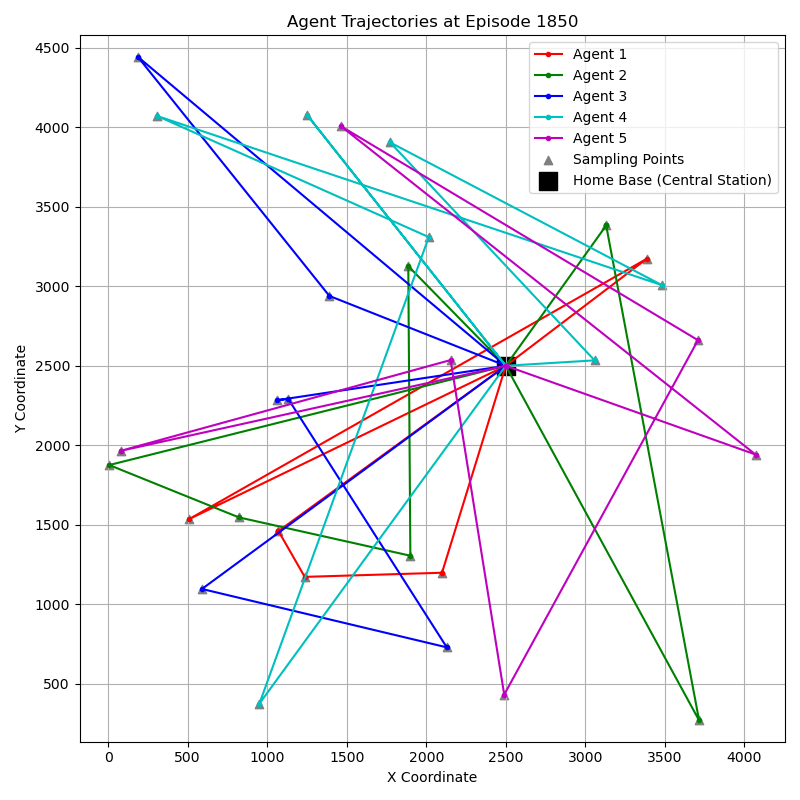 Agent Trajectories at Episode 1850
Agent 1
Agent 2
Agent 3
Agent 4
Agent 5
Sampling Points
Home Base (Central Station)
Y Coordinate
4500
4000
3500
3000
2500
2000
1500
1000
500
0 500 1000 1500 2000 2500 3000 3500 4000
X Coordinate